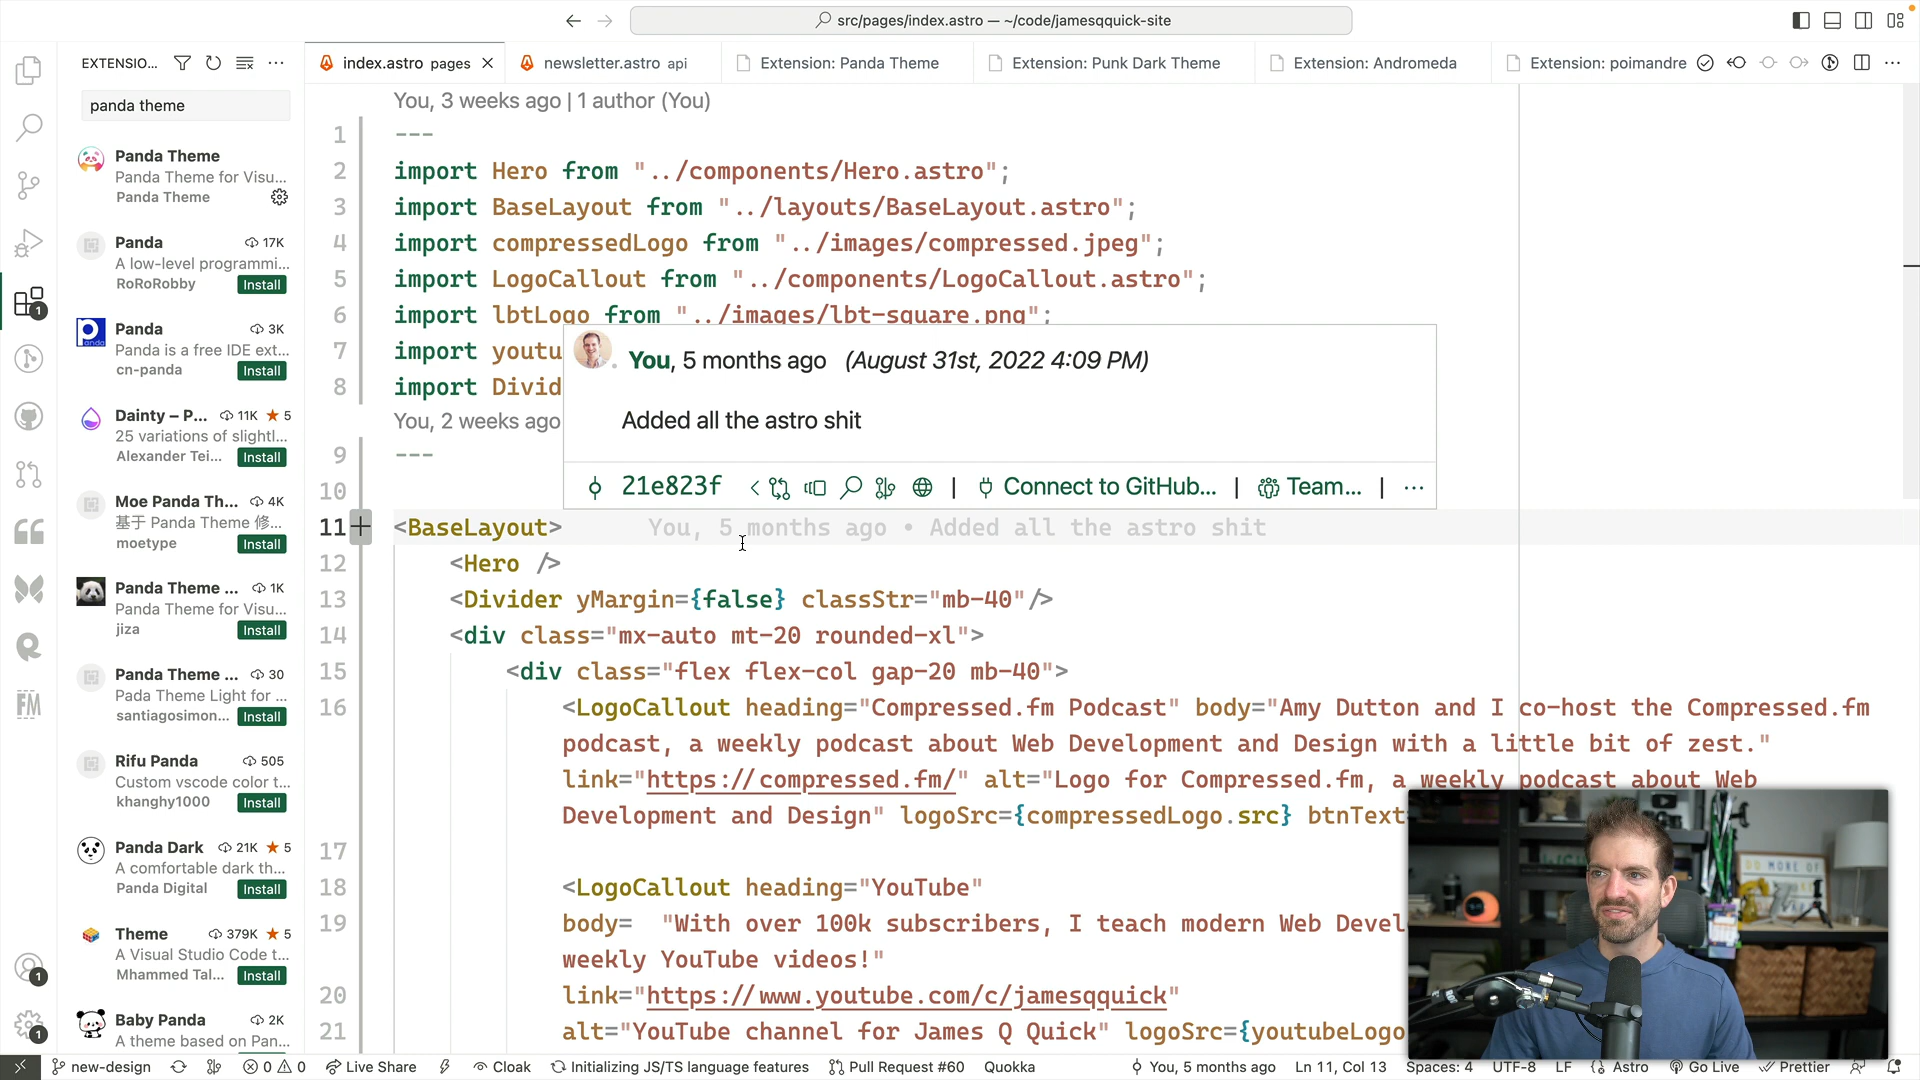 src/pages/index.astro — ~/code/jamesqquick-site
EXTENSIO...
index.astro pages
newsletter.astro api
Extension: Panda Theme
Extension: Punk Dark Theme
Extension: Andromeda
Extension: poimandre
panda theme
Panda Theme
Panda Theme for Visu...
Panda Theme
Panda 17K
A low-level programmi...
RoRoRobby Install
Panda 3K
Panda is a free IDE ext...
cn-panda Install
Dainty – P... 11K ★ 5
25 variations of slightl...
Alexander Tei... Install
Moe Panda Th... 4K
基于 Panda Theme 修...
moetype Install
Panda Theme ... 1K
Panda Theme for Visu...
jiza Install
Panda Theme ... 30
Pada Theme Light for ...
santiagosimon... Install
Rifu Panda 505
Custom vscode color t...
khanghy1000 Install
Panda Dark 21K ★ 5
A comfortable dark th...
Panda Digital Install
Theme 379K ★ 5
A Visual Studio Code t...
Mhammed Tal... Install
Baby Panda 2K
A theme based on Pan...
You, 3 weeks ago | 1 author (You)
1 ---
2 import Hero from "../components/Hero.astro";
3 import BaseLayout from "../layouts/BaseLayout.astro";
4 import compressedLogo from "../images/compressed.jpeg";
5 import LogoCallout from "../components/LogoCallout.astro";
6 import lbtLogo from "../images/lbt-square.png";
7 import youtu
8 import Divid
You, 2 weeks ago
You, 5 months ago (August 31st, 2022 4:09 PM)
Added all the astro shit
21e823f | Connect to GitHub... | Team... | ...
9 ---
10
11 <BaseLayout> You, 5 months ago • Added all the astro shit
12 <Hero />
13 <Divider yMargin={false} classStr="mb-40"/>
14 <div class="mx-auto mt-20 rounded-xl">
15 <div class="flex flex-col gap-20 mb-40">
16 <LogoCallout heading="Compressed.fm Podcast" body="Amy Dutton and I co-host the Compressed.fm
podcast, a weekly podcast about Web Development and Design with a little bit of zest."
link="https://compressed.fm/" alt="Logo for Compressed.fm, a weekly podcast about Web
Development and Design" logoSrc={compressedLogo.src} btnText=
17
18 <LogoCallout heading="YouTube"
19 body= "With over 100k subscribers, I teach modern Web Devel
weekly YouTube videos!"
20 link="https://www.youtube.com/c/jamesqquick"
21 alt="YouTube channel for James Q Quick" logoSrc={youtubeLogo
FM
1
1
1
DO MORE OF
new-design
0 0
Live Share
Cloak
Initializing JS/TS language features
Pull Request #60
Quokka
You, 5 months ago
Ln 11, Col 13
Spaces: 4
UTF-8
LF
Astro
Go Live
Prettier